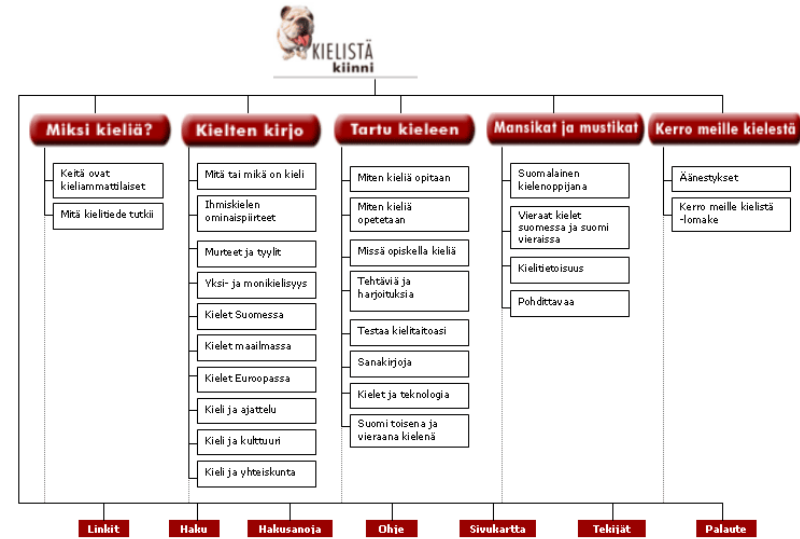 KIELISTÄ
kiinni
Miksi kieliä?
Keitä ovat
kieliammattilaiset
Mitä kielitiede tutkii
Kielten kirjo
Mitä tai mikä on kieli
Ihmiskielen
ominaispiirteet
Murteet ja tyylit
Yksi- ja monikielisyys
Kielet Suomessa
Kielet maailmassa
Kielet Euroopassa
Kieli ja ajattelu
Kieli ja kulttuuri
Kieli ja yhteiskunta
Tartu kieleen
Miten kieliä opitaan
Miten kieliä
opetetaan
Missä opiskella kieliä
Tehtäviä ja
harjoituksia
Testaa kielitaitoasi
Sanakirjoja
Kielet ja teknologia
Suomi toisena ja
vieraana kielenä
Mansikat ja mustikat
Suomalainen
kielenoppijana
Vieraat kielet
suomessa ja suomi
vieraissa
Kielitietoisuus
Pohdittavaa
Kerro meille kielestä
Äänestykset
Kerro meille kielistä
-lomake
Linkit
Haku
Hakusanoja
Ohje
Sivukartta
Tekijät
Palaute